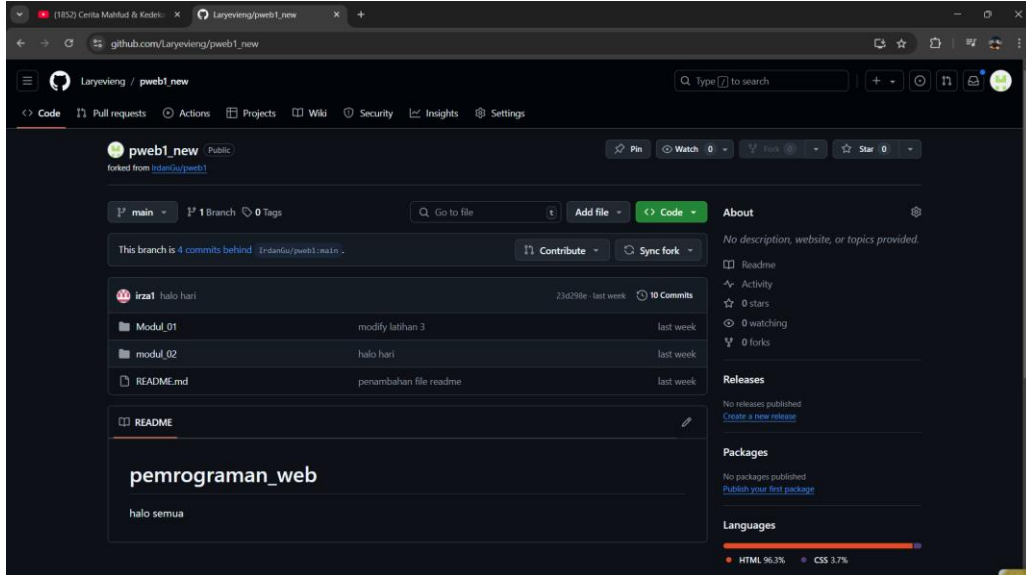 (1852) Cerita Mahfud & Kedek
Laryevieng/pweb1_new
github.com/Laryevieng/pweb1_new
Laryevieng / pweb1_new
Type / to search
Code Pull requests Actions Projects Wiki Security Insights Settings
pweb1_new Public
forked from IrdanGu/pweb1
Pin Watch 0 Fork 0 Star 0
main 1 Branch 0 Tags Go to file t Add file Code
This branch is 4 commits behind IrdanGu/pweb1:main .
Contribute Sync fork
irza1 halo hari 23d298e · last week 10 Commits
Modul_01 modify latihan 3 last week
modul_02 halo hari last week
README.md penambahan file readme last week
README
pemrograman_web
halo semua
About
No description, website, or topics provided.
Readme
Activity
0 stars
0 watching
0 forks
Releases
No releases published
Create a new release
Packages
No packages published
Publish your first package
Languages
HTML 96.3% CSS 3.7%